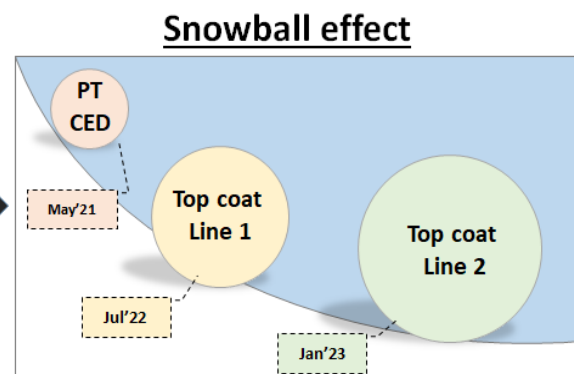 Snowball effect
PT
CED
May'21
Top coat
Line 1
Jul'22
Top coat
Line 2
Jan'23